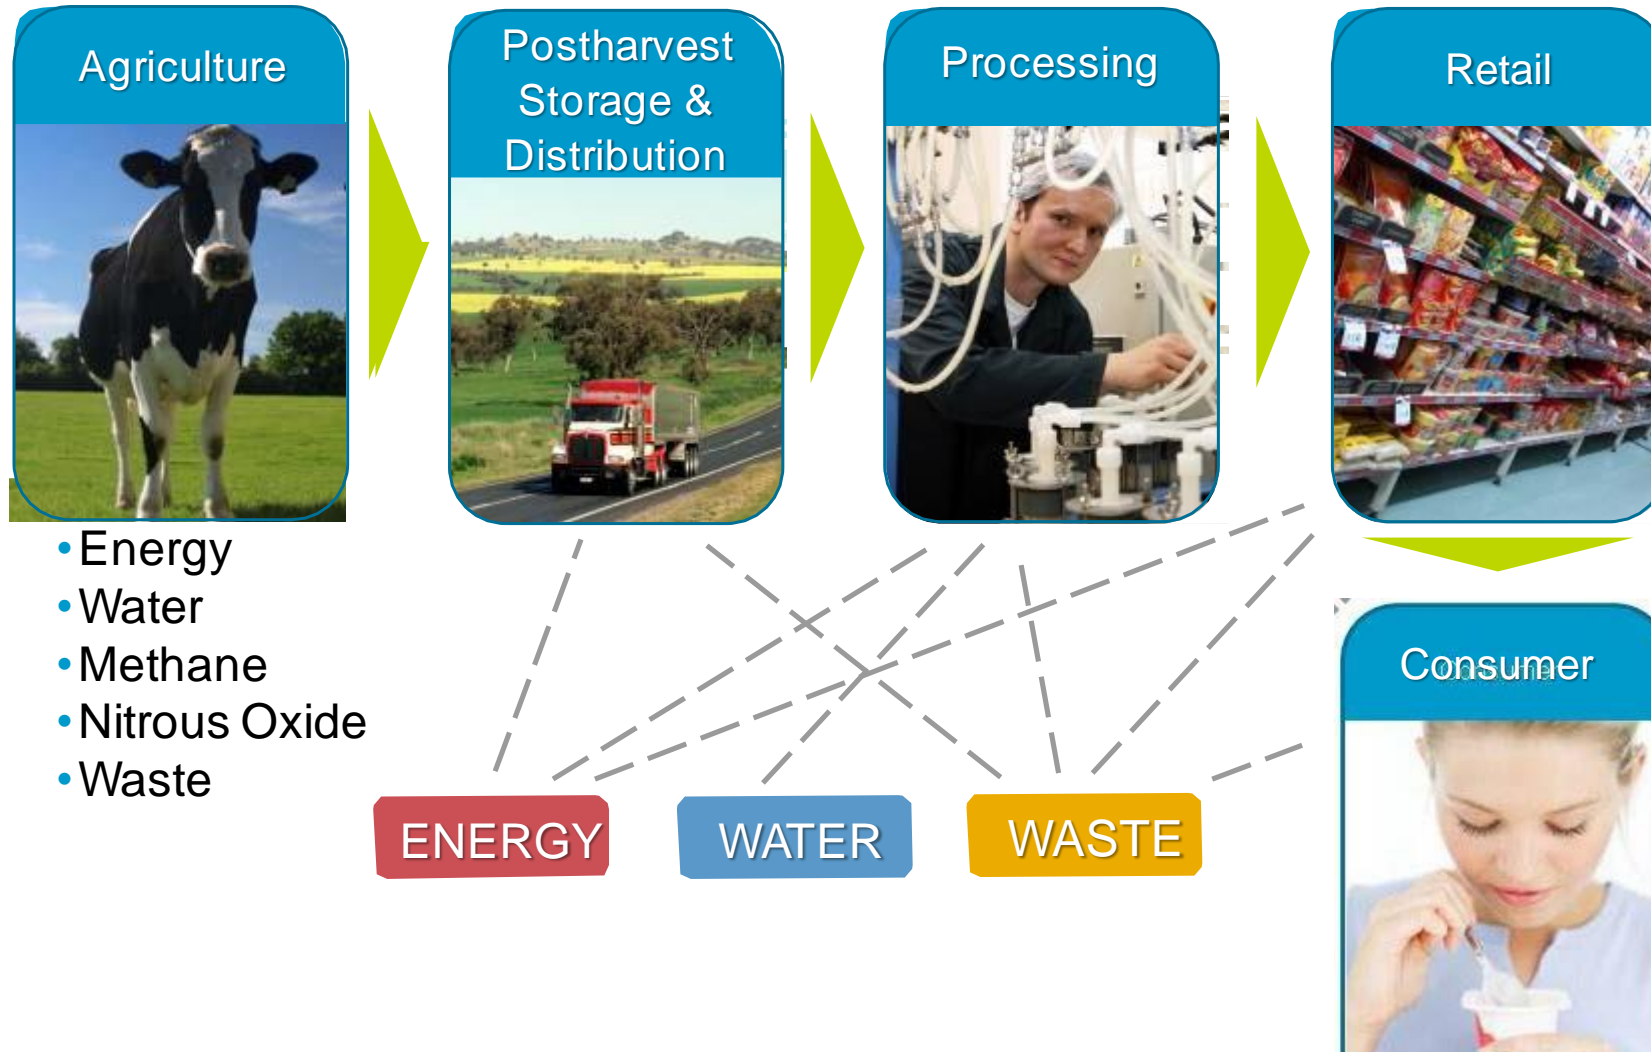 Agriculture
Postharvest
Storage &
Distribution
Processing
Retail
•Energy
•Water
•Methane
•Nitrous Oxide
•Waste
Consumer
ENERGY
WATER
WASTE